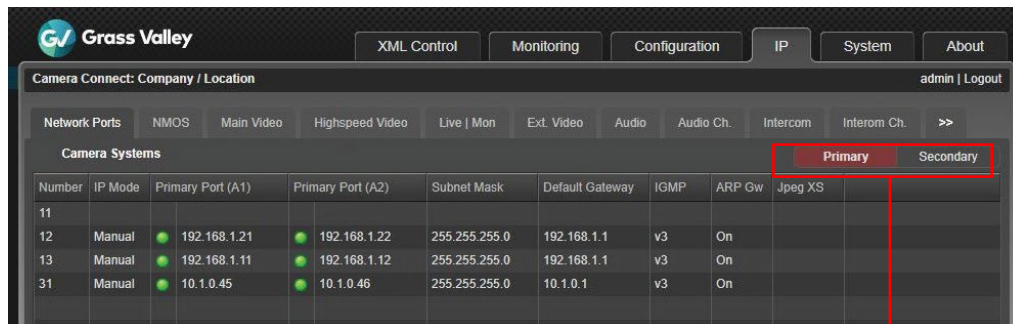 GV Grass Valley
XML Control Monitoring Configuration IP System About
Camera Connect: Company / Location admin | Logout
Network Ports NMOS Main Video Highspeed Video Live | Mon Ext. Video Audio Audio Ch. Intercom Interom Ch. >>
Camera Systems Primary Secondary
Number IP Mode Primary Port (A1) Primary Port (A2) Subnet Mask Default Gateway IGMP ARP Gw Jpeg XS
11
12 Manual 192.168.1.21 192.168.1.22 255.255.255.0 192.168.1.1 v3 On
13 Manual 192.168.1.11 192.168.1.12 255.255.255.0 192.168.1.1 v3 On
31 Manual 10.1.0.45 10.1.0.46 255.255.255.0 10.1.0.1 v3 On